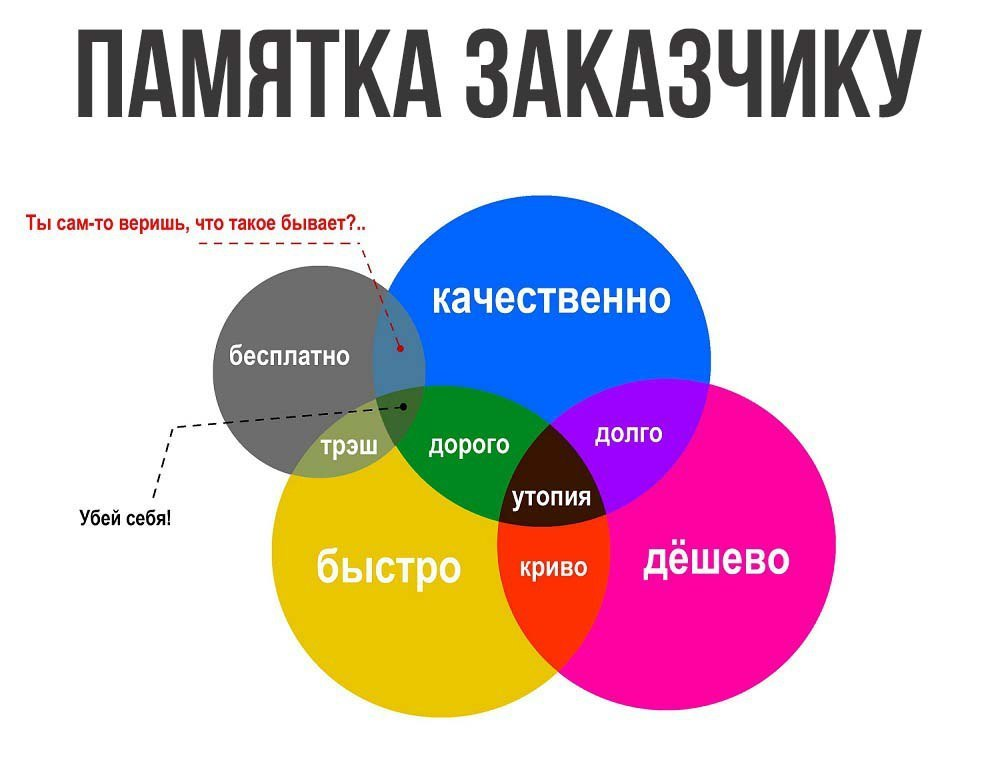 ПАМЯТКА ЗАКАЗЧИКУ
Ты сам-то веришь, что такое бывает?..
качественно
бесплатно
трэш
дорого
долго
утопия
Убей себя!
быстро
криво
дёшево